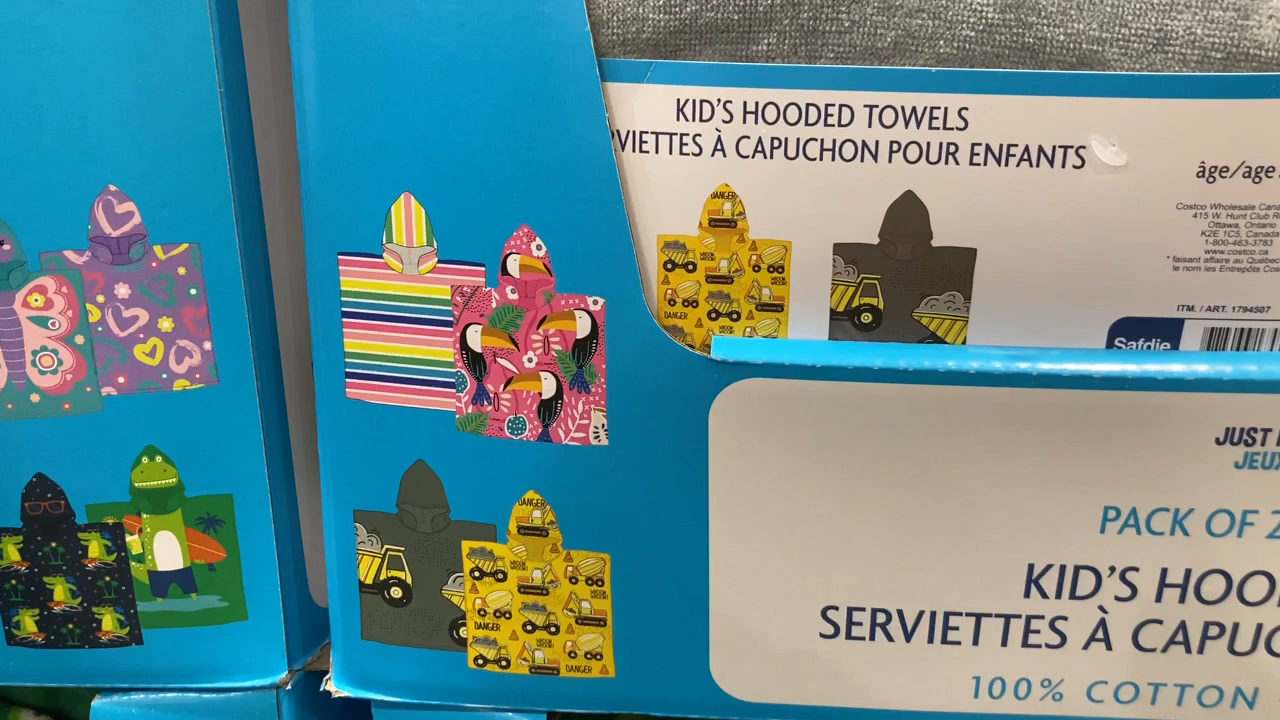 KID'S HOODED TOWELS
RVIETTES À CAPUCHON POUR ENFANTS
âge/age
Costco Wholesale Cana
415 W. Hunt Club R
Ottawa, Ontario
K2E 1C5, Canada
1-800-463-3783
www.costco.ca
* faisant affaire au Québec
le nom les Entrepôts Cos
ITM. / ART. 1794507
Safdie
DANGER
DANGER
JUST
JEUX
PACK OF 2
KID'S HOO
SERVIETTES À CAPUC
100% COTTON
DANGER
DANGER
DANGER